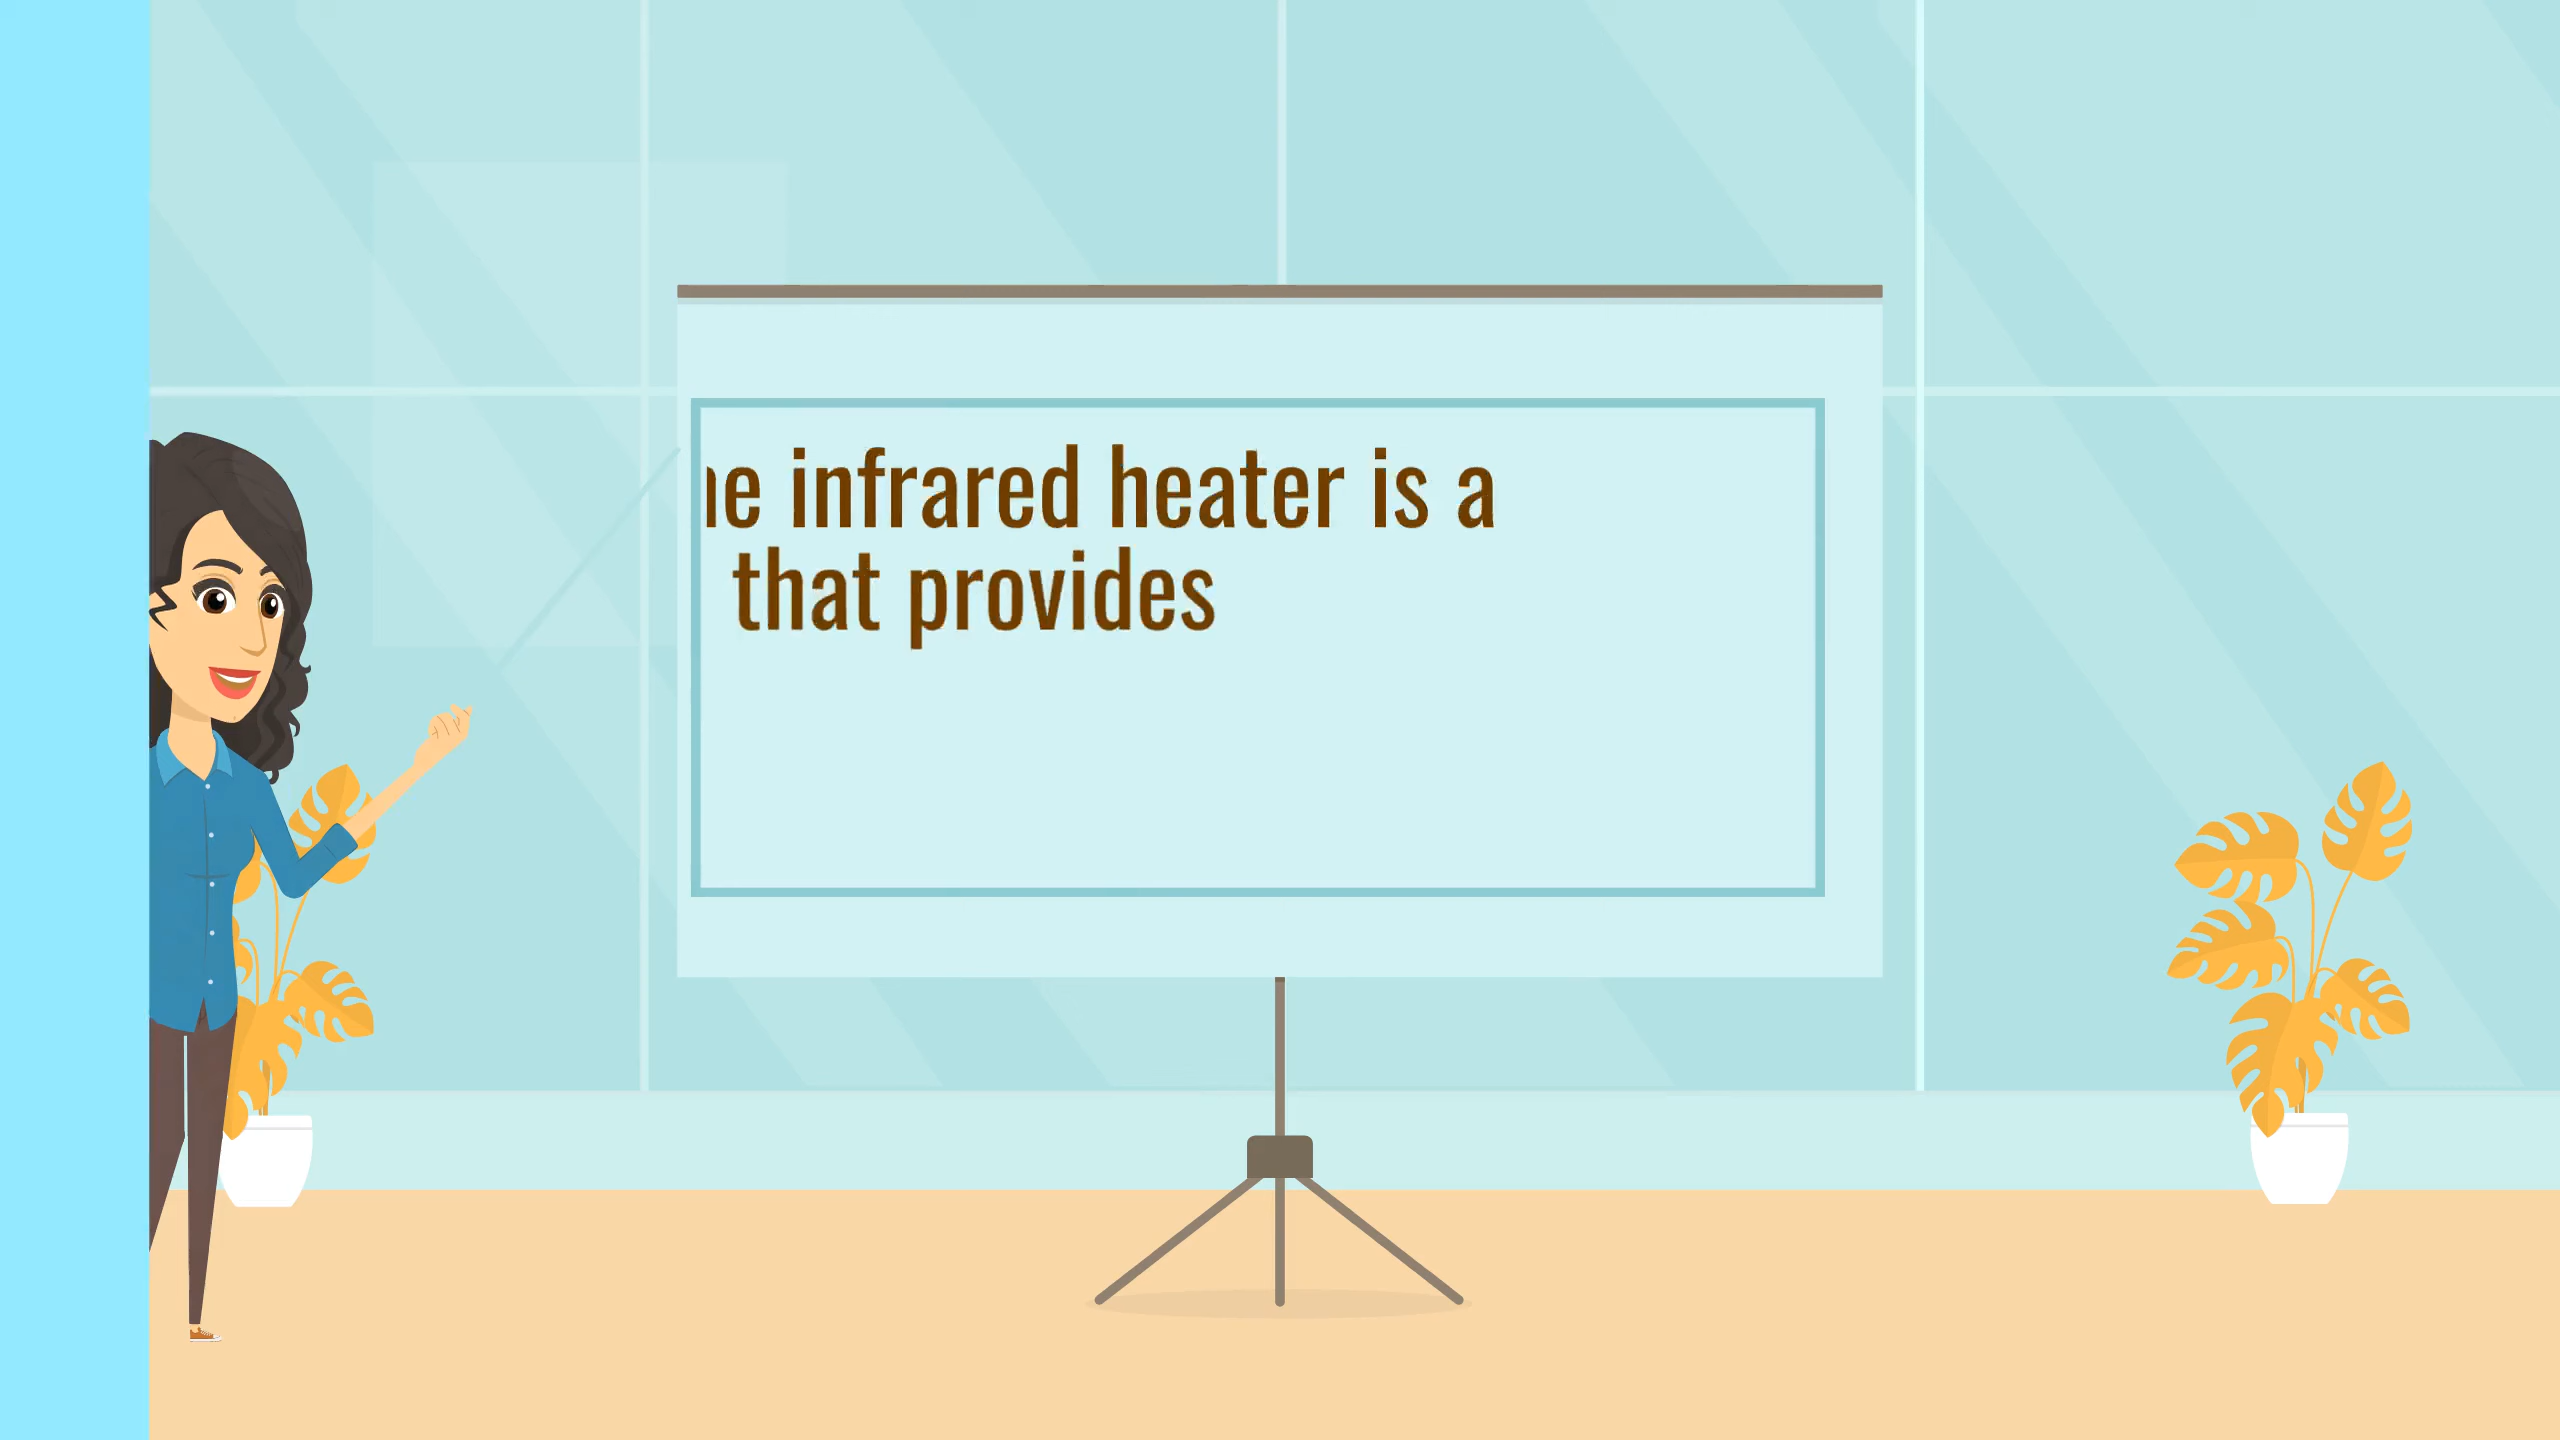 infrared heater is a
that provides